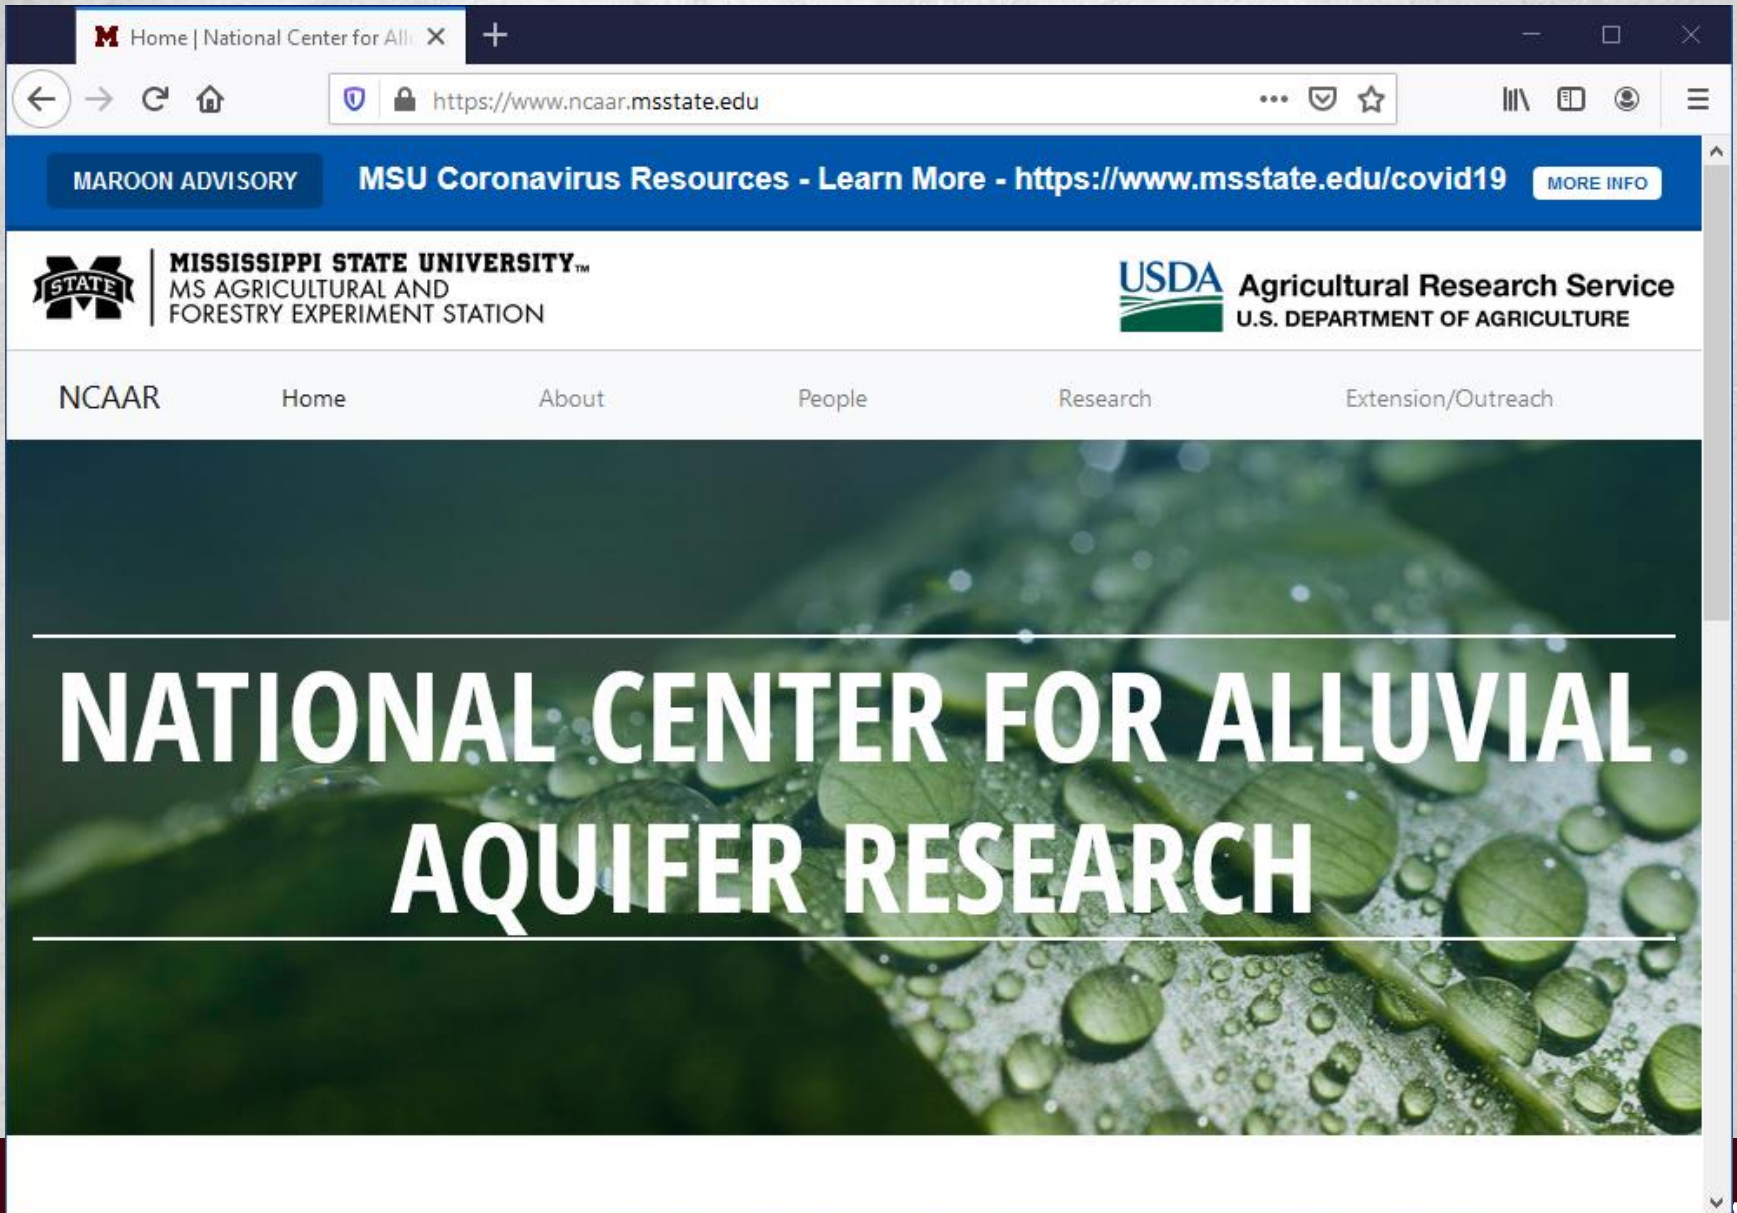 M Home | National Center for All
https://www.ncaar.msstate.edu
MAROON ADVISORY MSU Coronavirus Resources - Learn More - https://www.msstate.edu/covid19 MORE INFO
STATE
MISSISSIPPI STATE UNIVERSITY™
MS AGRICULTURAL AND
FORESTRY EXPERIMENT STATION
USDA
Agricultural Research Service
U.S. DEPARTMENT OF AGRICULTURE
NCAAR Home About People Research Extension/Outreach
NATIONAL CENTER FOR ALLUVIAL
AQUIFER RESEARCH